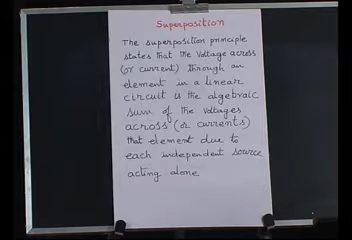 Superposition
The superposition principle
states that the voltage across
(or current) through an
element in a linear
circuit is the algebraic
sum of the voltages
across (or currents)
that element due to
each independent source
acting alone